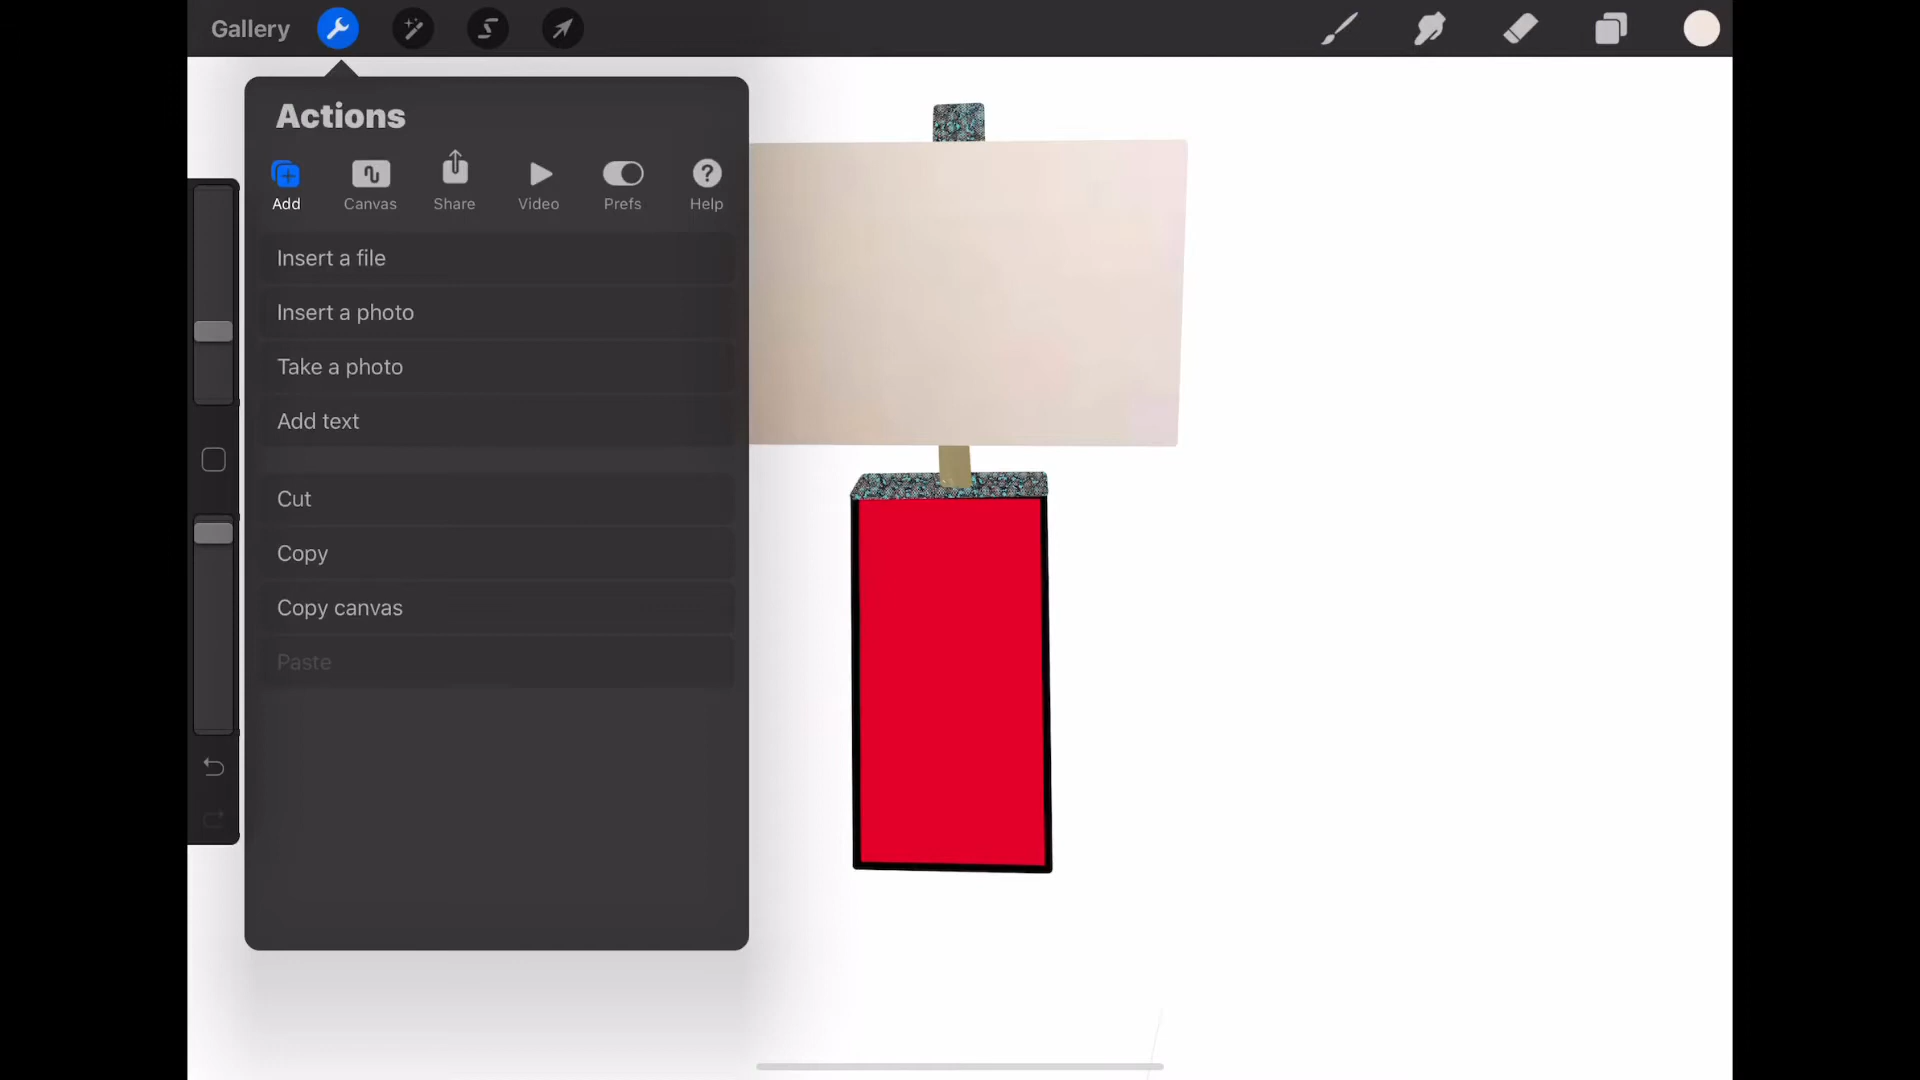 Gallery
Actions
Add Canvas Share Video Prefs Help
Insert a file
Insert a photo
Take a photo
Add text
Cut
Copy
Copy canvas
Paste